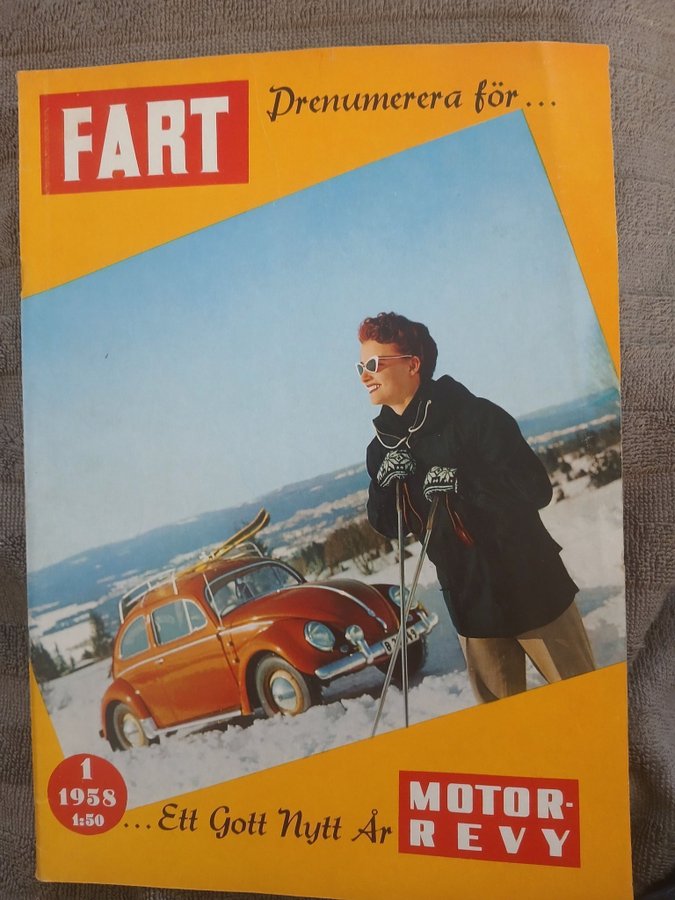 FART
Prenumerera för...
1
1958
1:50
...Ett Gott Nytt År
MOTOR-
REVY